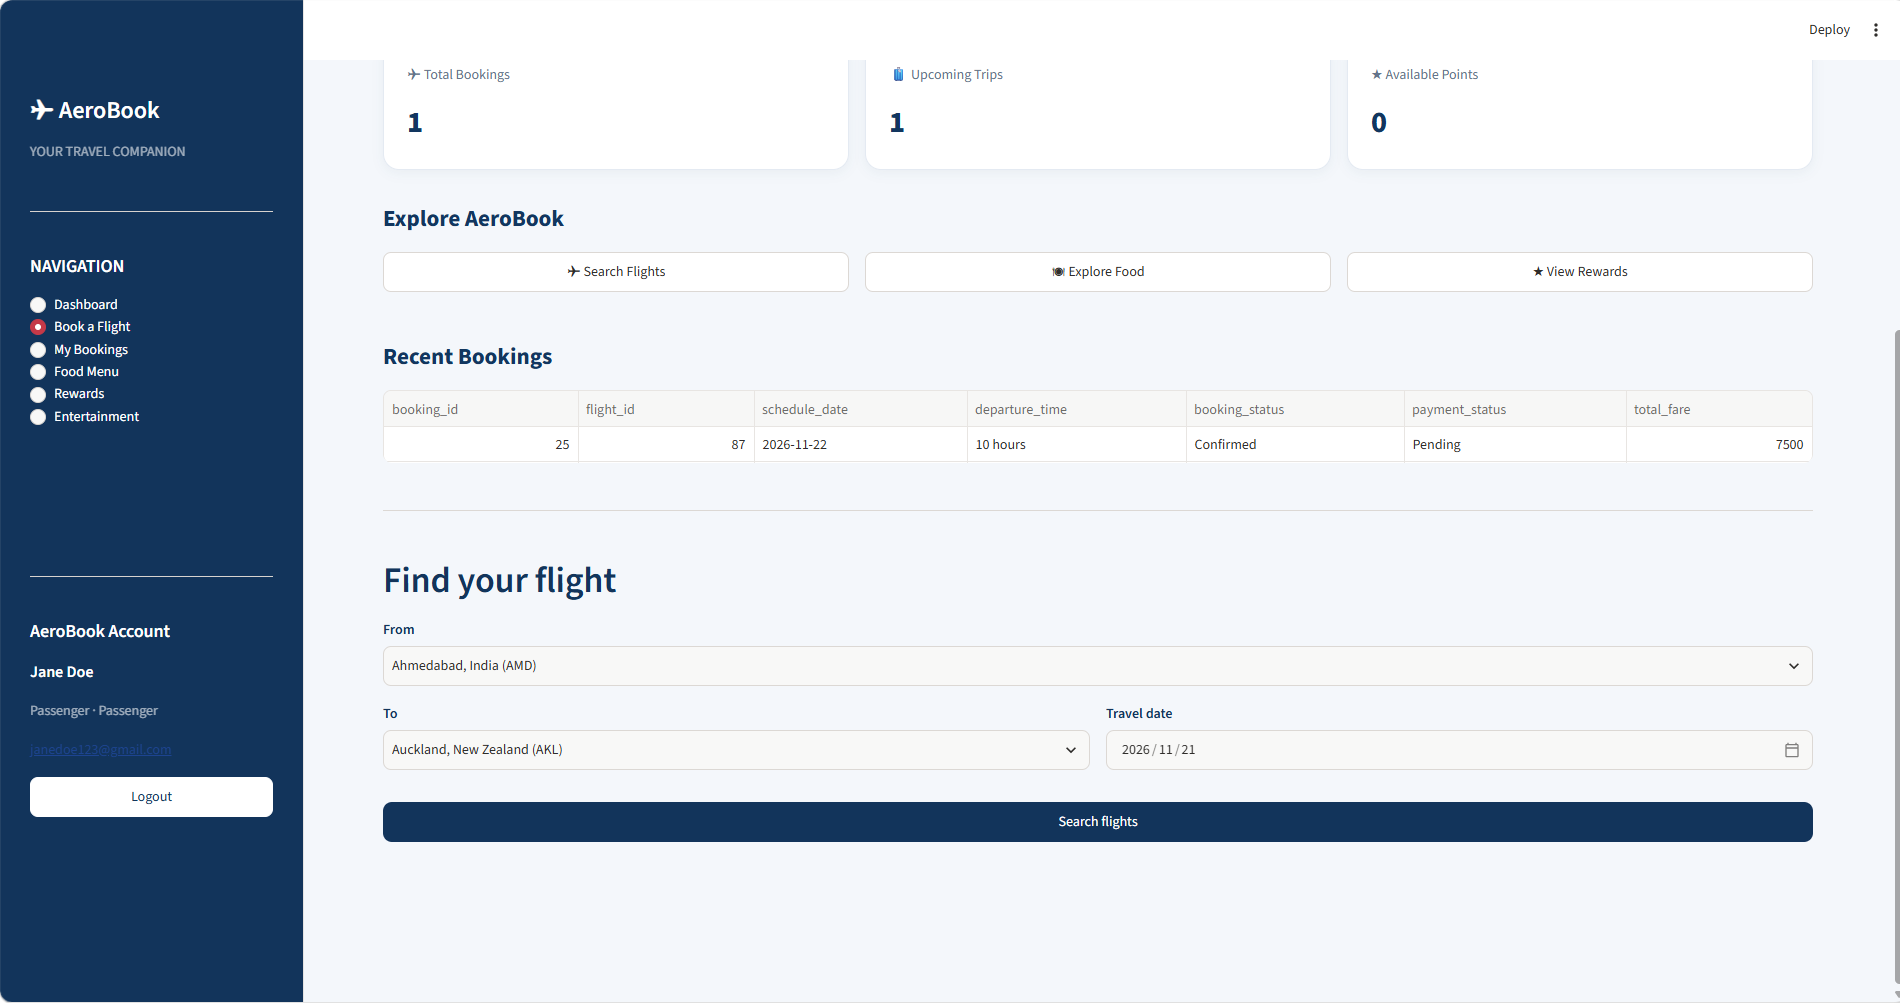 Deploy
✈ AeroBook
YOUR TRAVEL COMPANION
NAVIGATION
Dashboard
Book a Flight
My Bookings
Food Menu
Rewards
Entertainment
AeroBook Account
Jane Doe
Passenger · Passenger
janedoe123@gmail.com
Logout
✈ Total Bookings
1
🧳 Upcoming Trips
1
★ Available Points
0
Explore AeroBook
✈ Search Flights
🍽 Explore Food
★ View Rewards
Recent Bookings
booking_id flight_id schedule_date departure_time booking_status payment_status total_fare
25 87 2026-11-22 10 hours Confirmed Pending 7500
Find your flight
From
Ahmedabad, India (AMD)
To
Auckland, New Zealand (AKL)
Travel date
2026/11/21
Search flights